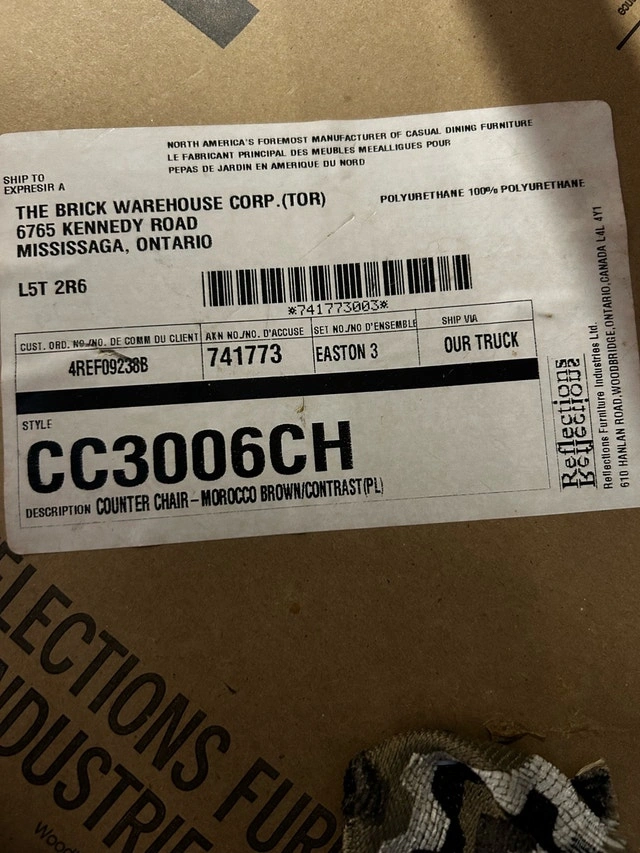 NORTH AMERICA'S FOREMOST MANUFACTURER OF CASUAL DINING FURNITURE
LE FABRICANT PRINCIPAL DES MEUBLES MEEALLIGUES POUR
PEPAS DE JARDIN EN AMERIQUE DU NORD
SHIP TO
EXPRESIR A
THE BRICK WAREHOUSE CORP.(TOR)
6765 KENNEDY ROAD
MISSISSAGA, ONTARIO
L5T 2R6
POLYURETHANE 100% POLYURETHANE
*741773003*
CUST. ORD. NO./NO. DE COMM DU CLIENT
4REF09238B
AKN NO./NO. D'ACCUSE
741773
SET NO./NO D'ENSEMBLE
EASTON 3
SHIP VIA
OUR TRUCK
STYLE
CC3006CH
DESCRIPTION COUNTER CHAIR - MOROCCO BROWN/CONTRAST(PL)
Reflections
Reflections
Reflections Furniture Industries Ltd.
610 HANLAN ROAD,WOODBRIDGE,ONTARIO,CANADA L4L 4Y1
LECTIONS FUR
DUSTRIE
Wood